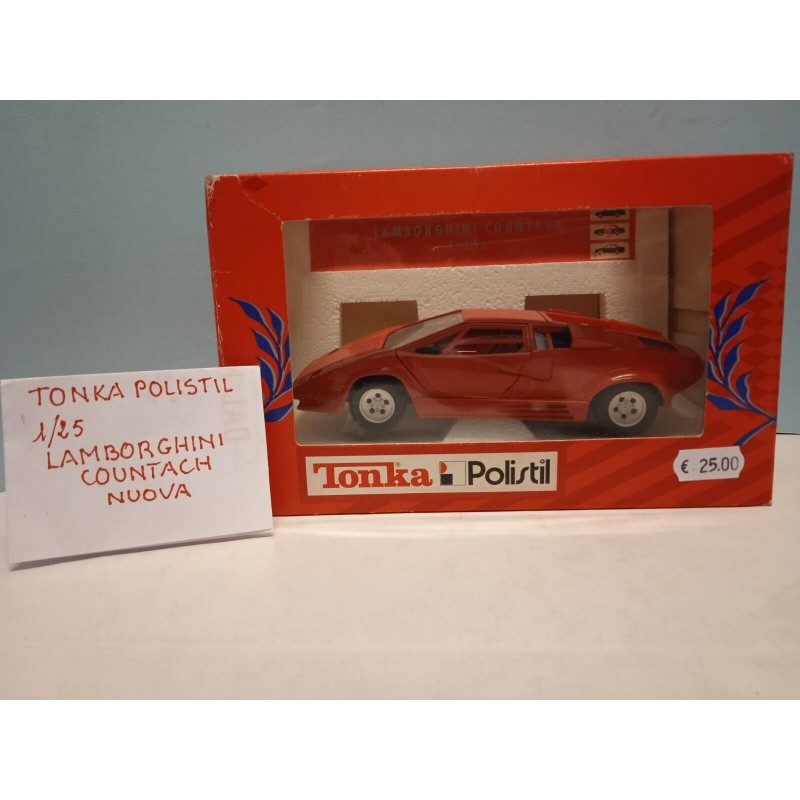 LAMBORGHINI COUNTACH
TONKA POLISTIL
1/25
LAMBORGHINI
COUNTACH
NUOVA
Tonka Polistil
€ 25.00